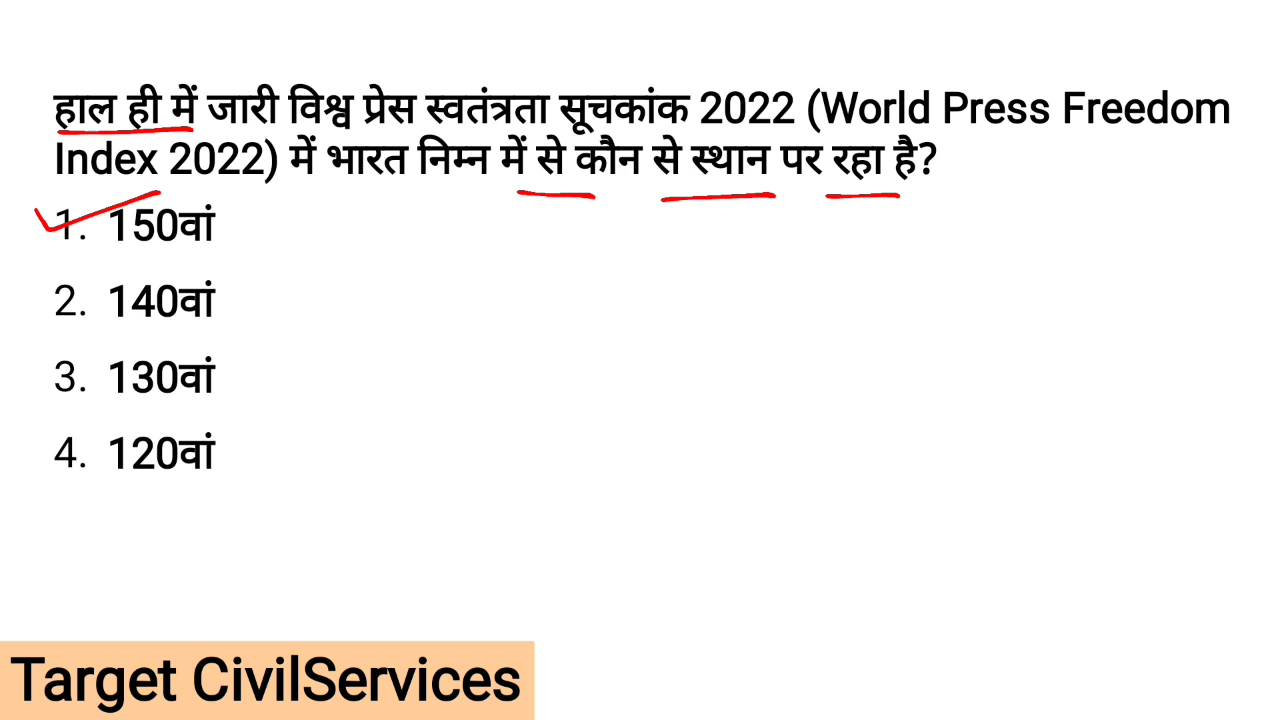 हाल ही में जारी विश्व प्रेस स्वतंत्रता सूचकांक 2022 (World Press Freedom
Index 2022) में भारत निम्न में से कौन से स्थान पर रहा है?
1. 150वां
2. 140वां
3. 130वां
4. 120वां
Target CivilServices